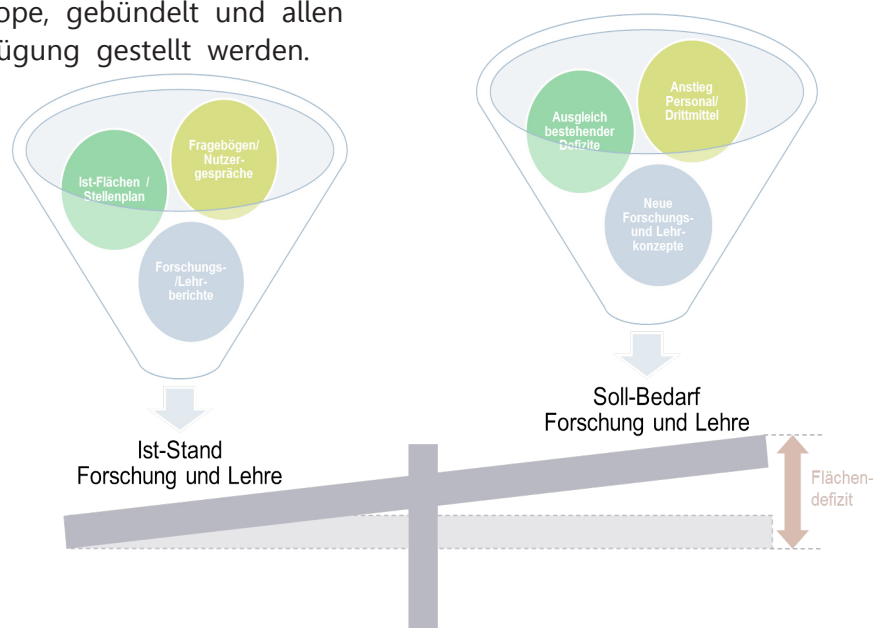 ope, gebündelt und allen
fügung gestellt werden.
Ist-Flächen /
Stellenplan
Fragebögen/
Nutzer-
gespräche
Forschungs-
/Lehr-
berichte
Ist-Stand
Forschung und Lehre
Ausgleich
bestehender
Defizite
Anstieg
Personal/
Drittmittel
Neue
Forschungs-
und Lehr-
konzepte
Soll-Bedarf
Forschung und Lehre
Flächen-
defizit